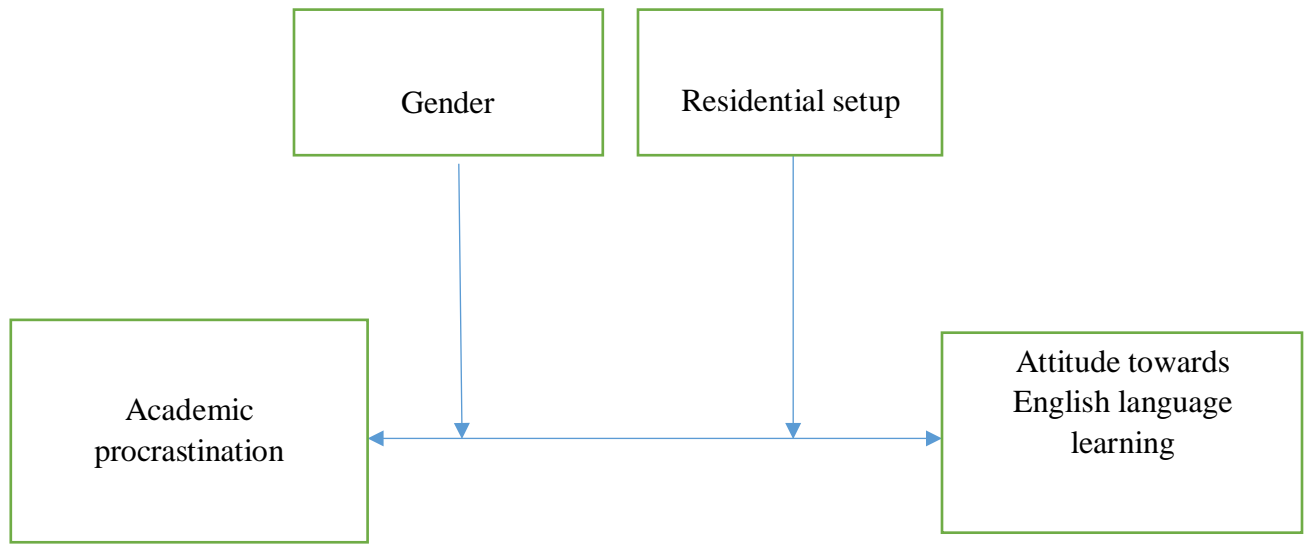 Gender
Residential setup
Academic
procrastination
Attitude towards
English language
learning